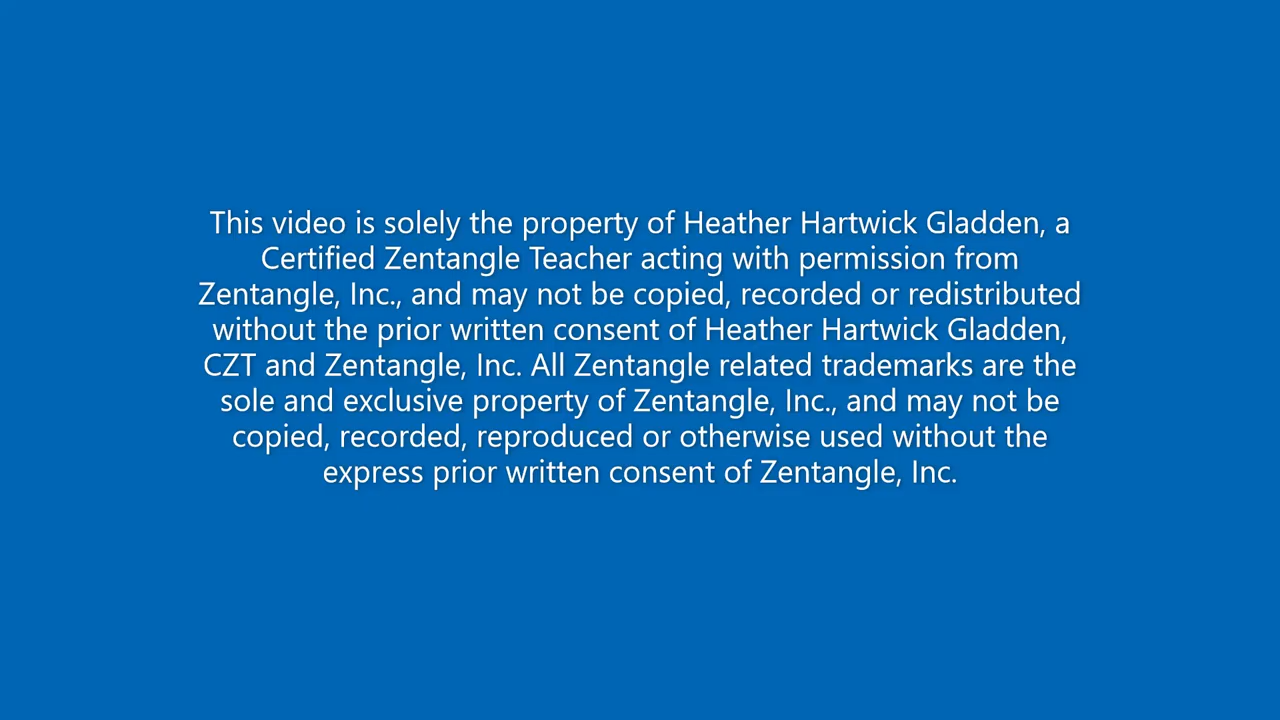 This video is solely the property of Heather Hartwick Gladden, a
Certified Zentangle Teacher acting with permission from
Zentangle, Inc., and may not be copied, recorded or redistributed
without the prior written consent of Heather Hartwick Gladden,
CZT and Zentangle, Inc. All Zentangle related trademarks are the
sole and exclusive property of Zentangle, Inc., and may not be
copied, recorded, reproduced or otherwise used without the
express prior written consent of Zentangle, Inc.